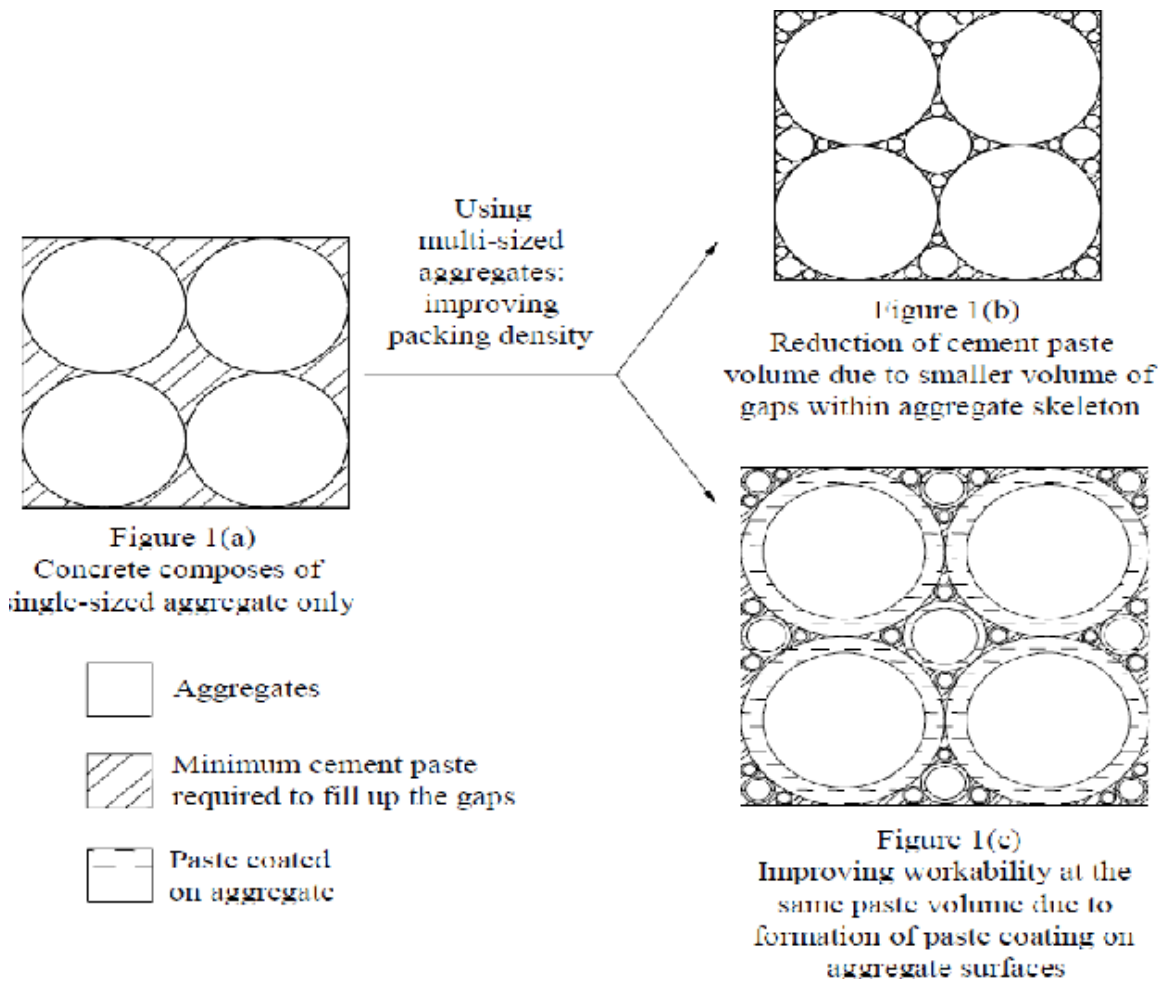 Using
multi-sized
aggregates:
improving
packing density
Figure 1(a)
Concrete composes of
single-sized aggregate only
Aggregates
Minimum cement paste
required to fill up the gaps
Paste coated
on aggregate
Figure 1(b)
Reduction of cement paste
volume due to smaller volume of
gaps within aggregate skeleton
Figure 1(c)
Improving workability at the
same paste volume due to
formation of paste coating on
aggregate surfaces